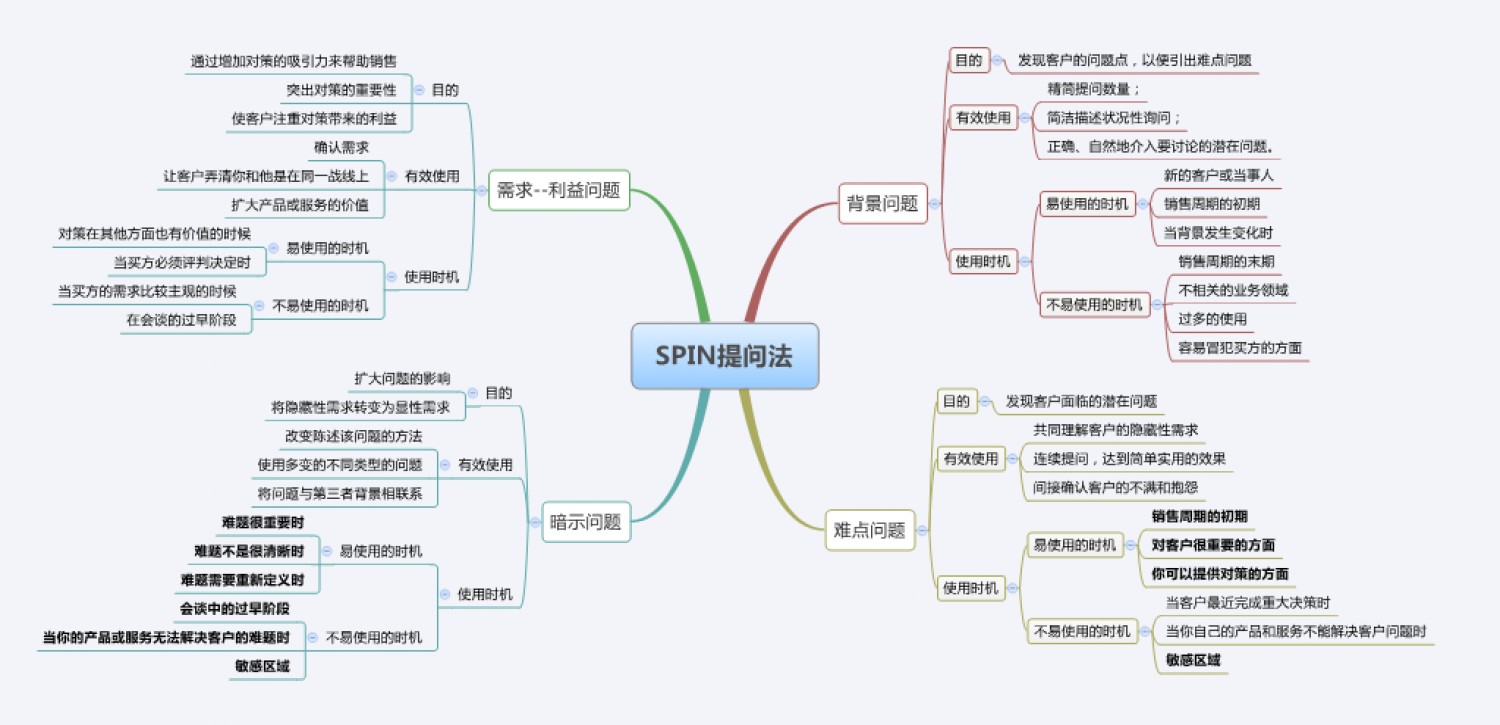 SPIN提问法
背景问题
目的
发现客户的问题点，以便引出难点问题
有效使用
精简提问数量；
简洁描述状况性询问；
正确、自然地介入要讨论的潜在问题。
使用时机
易使用的时机
新的客户或当事人
销售周期的初期
当背景发生变化时
不易使用的时机
销售周期的末期
不相关的业务领域
过多的使用
容易冒犯买方的方面
难点问题
目的
发现客户面临的潜在问题
有效使用
共同理解客户的隐藏性需求
连续提问，达到简单实用的效果
间接确认客户的不满和抱怨
使用时机
易使用的时机
销售周期的初期
对客户很重要的方面
你可以提供对策的方面
不易使用的时机
当客户最近完成重大决策时
当你自己的产品和服务不能解决客户问题时
敏感区域
暗示问题
目的
扩大问题的影响
将隐藏性需求转变为显性需求
有效使用
改变陈述该问题的方法
使用多变的不同类型的问题
将问题与第三者背景相联系
使用时机
易使用的时机
难题很重要时
难题不是很清晰时
难题需要重新定义时
不易使用的时机
会谈中的过早阶段
当你的产品或服务无法解决客户的难题时
敏感区域
需求--利益问题
目的
通过增加对策的吸引力来帮助销售
突出对策的重要性
使客户注重对策带来的利益
有效使用
确认需求
让客户弄清你和他是在同一战线上
扩大产品或服务的价值
使用时机
易使用的时机
对策在其他方面也有价值的时候
当买方必须评判决定时
不易使用的时机
当买方的需求比较主观的时候
在会谈的过早阶段